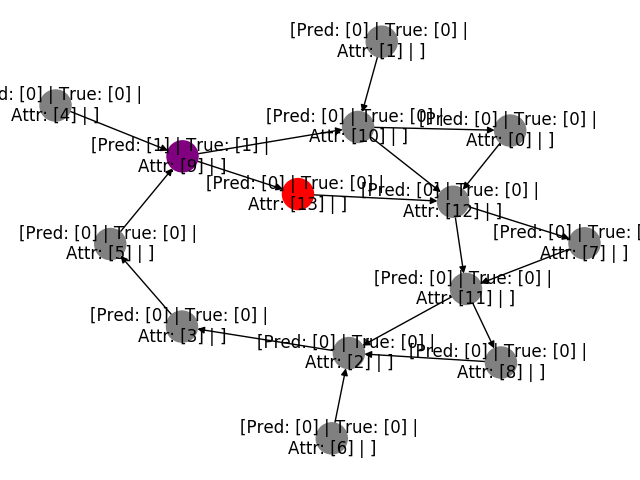 [Pred: [0] | True: [0] |
Attr: [1] | ]
d: [0] | True: [0] |
Attr: [4] | ]
[Pred: [0] | True: [0] |
Attr: [10] | ]
[Pred: [0] | True: [0] |
Attr: [0] | ]
[Pred: [1] | True: [1] |
Attr: [9] | ]
[Pred: [0] | True: [0] |
Attr: [13] | ]
[Pred: [0] | True: [0] |
Attr: [12] | ]
[Pred: [0] | True: [0] |
Attr: [5] | ]
[Pred: [0] | True: [
Attr: [7] | ]
[Pred: [0] | True: [0] |
Attr: [11] | ]
[Pred: [0] | True: [0] |
Attr: [3] | ]
[Pred: [0] | True: [0] |
Attr: [2] | ]
[Pred: [0] | True: [0] |
Attr: [8] | ]
[Pred: [0] | True: [0] |
Attr: [6] | ]